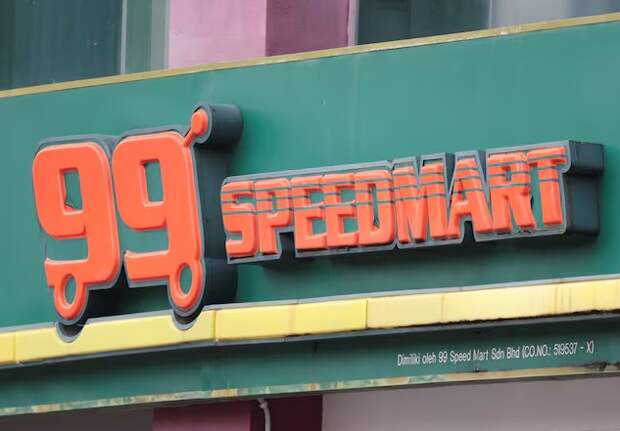 99 SPEEDMART
Dimiliki oleh 99 Speed Mart Sdn Bhd (CO.NO.: 519537 - X)